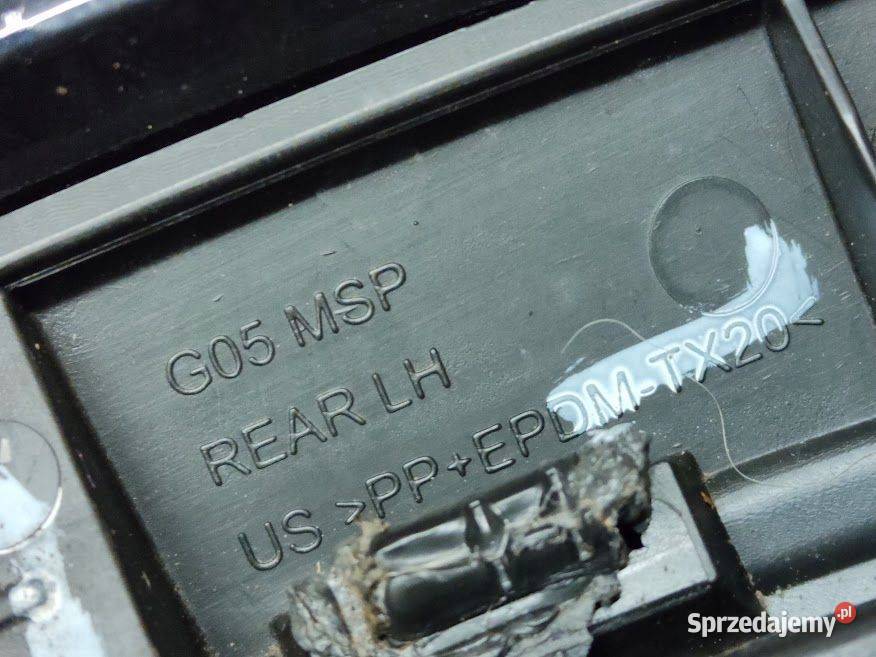 G05 MSP
REAR LH
US >PP+EPDM-TX20<
Sprzedajemy.pl